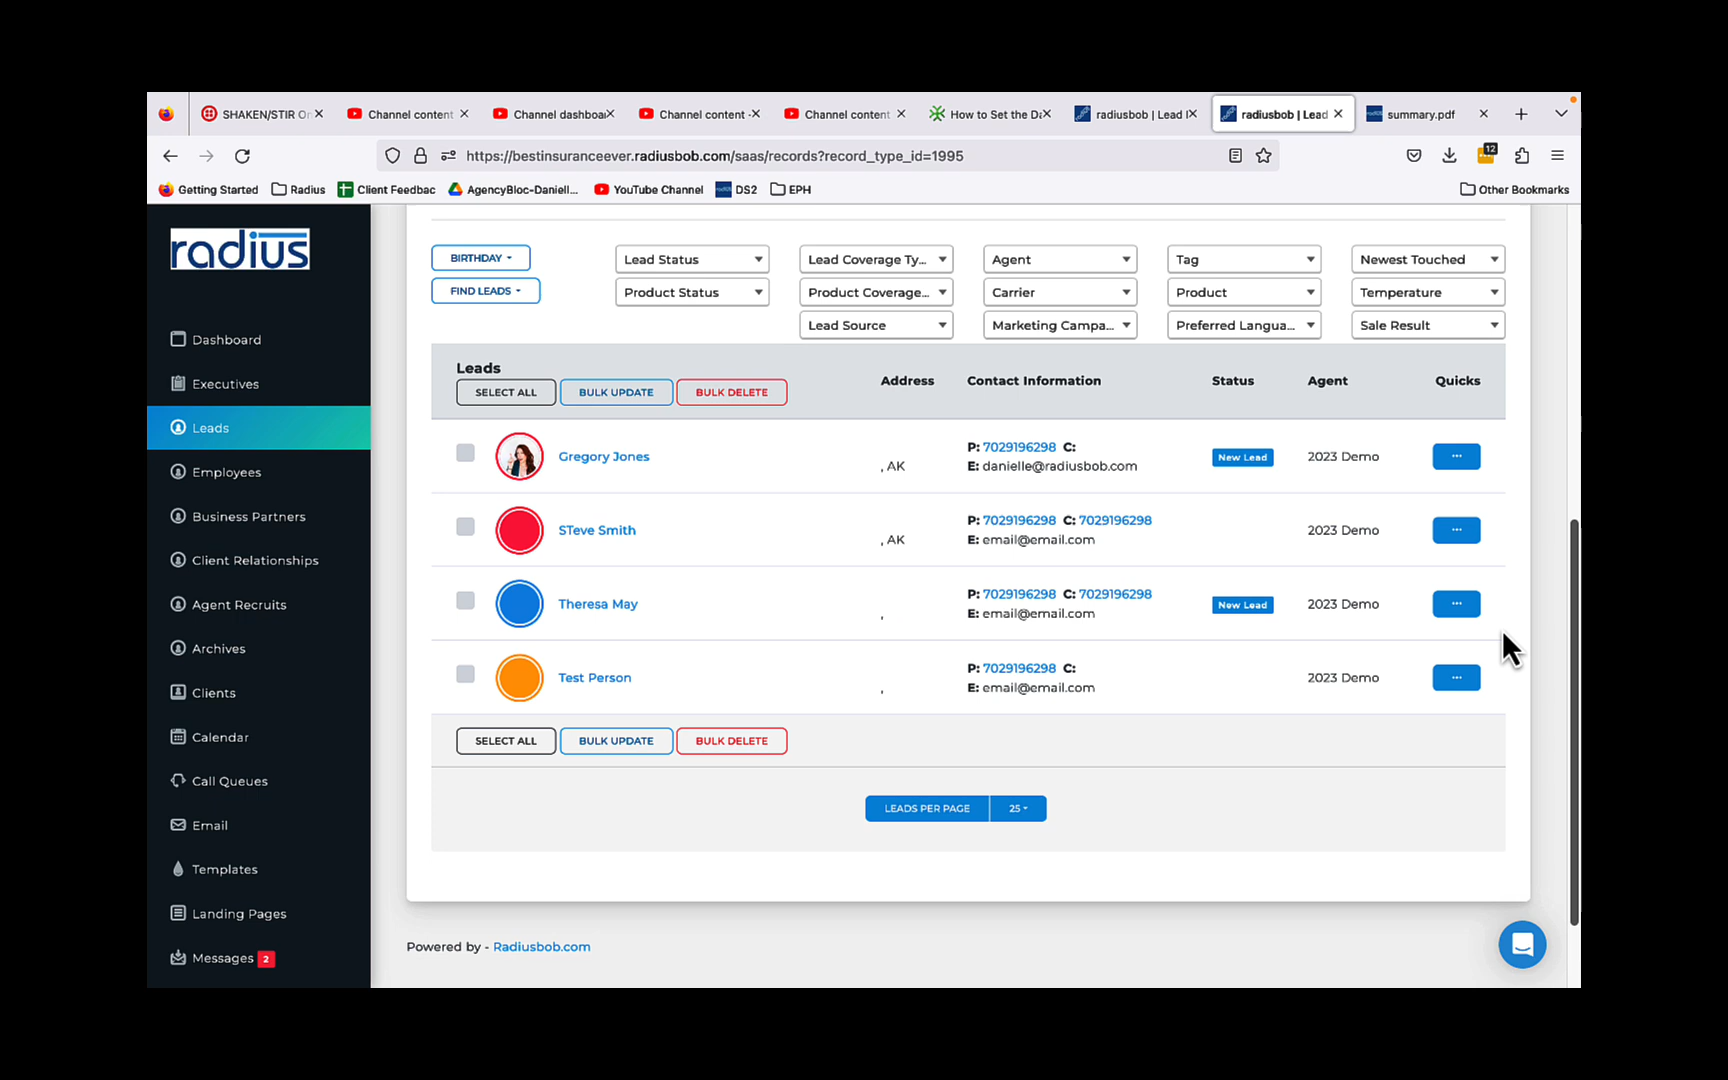 SHAKEN/STIR O
Channel content
Channel dashboa
Channel content -
Channel content
How to Set the D
radiusbob | Lead I
radiusbob | Lead
summary.pdf
https://bestinsuranceever.radiusbob.com/saas/records?record_type_id=1995
12
Getting Started
Radius
Client Feedbac
AgencyBloc-Daniell...
YouTube Channel
DS2
EPH
Other Bookmarks
radius
Dashboard
Executives
Leads
Employees
Business Partners
Client Relationships
Agent Recruits
Archives
Clients
Calendar
Call Queues
Email
Templates
Landing Pages
Messages 2
BIRTHDAY
Lead Status
Lead Coverage Ty...
Agent
Tag
Newest Touched
FIND LEADS
Product Status
Product Coverage...
Carrier
Product
Temperature
Lead Source
Marketing Campa...
Preferred Langua...
Sale Result
Leads
SELECT ALL
BULK UPDATE
BULK DELETE
Address
Contact Information
Status
Agent
Quicks
Gregory Jones
, AK
P: 7029196298 C:
E: danielle@radiusbob.com
New Lead
2023 Demo
...
STeve Smith
, AK
P: 7029196298 C: 7029196298
E: email@email.com
2023 Demo
...
Theresa May
,
P: 7029196298 C: 7029196298
E: email@email.com
New Lead
2023 Demo
...
Test Person
,
P: 7029196298 C:
E: email@email.com
2023 Demo
...
SELECT ALL
BULK UPDATE
BULK DELETE
LEADS PER PAGE
25
Powered by - Radiusbob.com